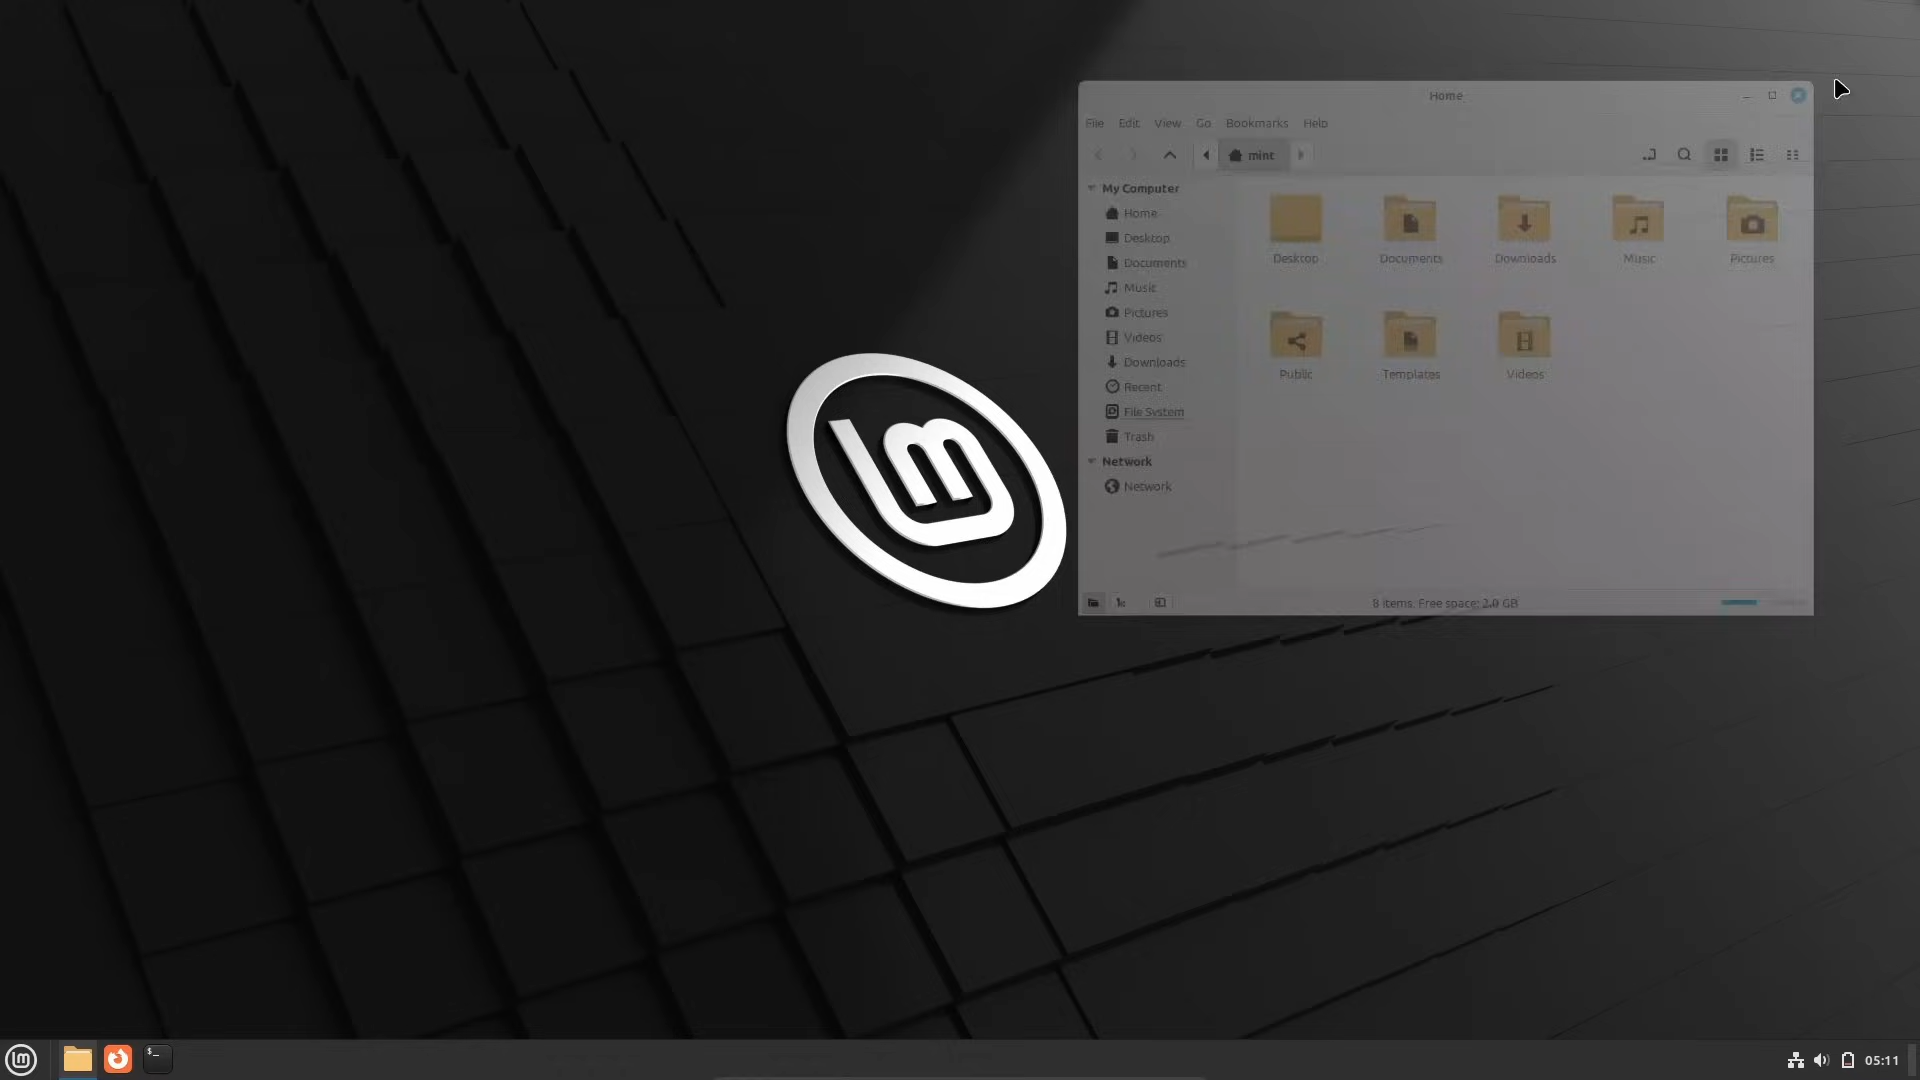 Home
File Edit View Go Bookmarks Help
mint
My Computer
Home
Desktop
Documents
Music
Pictures
Videos
Downloads
Recent
File System
Trash
Network
Network
Desktop Documents Downloads Music Pictures
Public Templates Videos
8 items, Free space: 2.0 GB
lm
$_
05:11